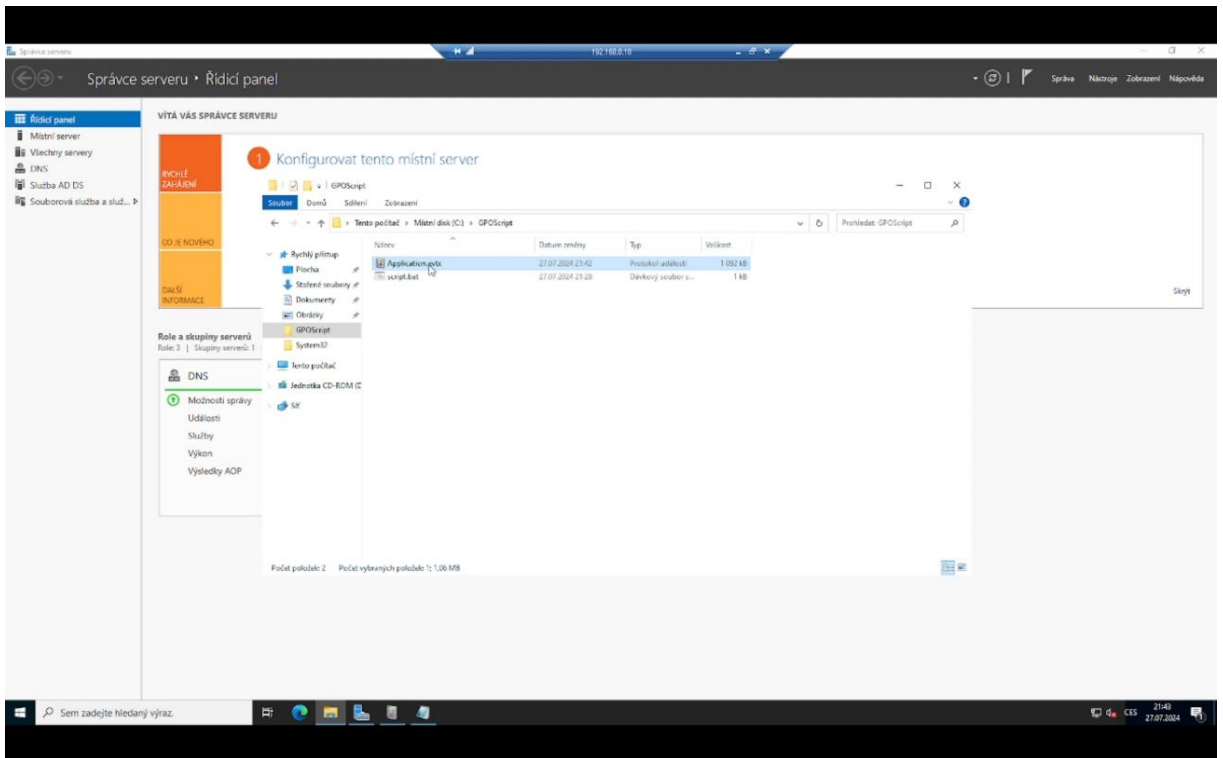 Správce serveru
192.168.0.10
Správce serveru • Řídicí panel
Správa Nástroje Zobrazení Nápověda
Řídicí panel
Místní server
Všechny servery
DNS
Služba AD DS
Souborová služba a služ...
VÍTÁ VÁS SPRÁVCE SERVERU
RYCHLÉ
ZAHÁJENÍ
CO JE NOVÉHO
DALŠÍ
INFORMACE
1 Konfigurovat tento místní server
Skrýt
GPOScript
Soubor Domů Sdílení Zobrazení
Tento počítač › Místní disk (C:) › GPOScript
Prohledat: GPOScript
Název Datum změny Typ Velikost
Application.evtx 27.07.2024 21:42 Protokol událostí 1 092 kB
script.bat 27.07.2024 21:28 Dávkový soubor s... 1 kB
Rychlý přístup
Plocha
Stažené soubory
Dokumenty
Obrázky
GPOScript
System32
Tento počítač
Jednotka CD-ROM (D
Síť
Počet položek: 2 Počet vybraných položek: 1; 1,06 MB
Role a skupiny serverů
Role: 3 | Skupiny serverů: 1
DNS
Možnosti správy
Události
Služby
Výkon
Výsledky AOP
Sem zadejte hledaný výraz.
CES
21:43
27.07.2024